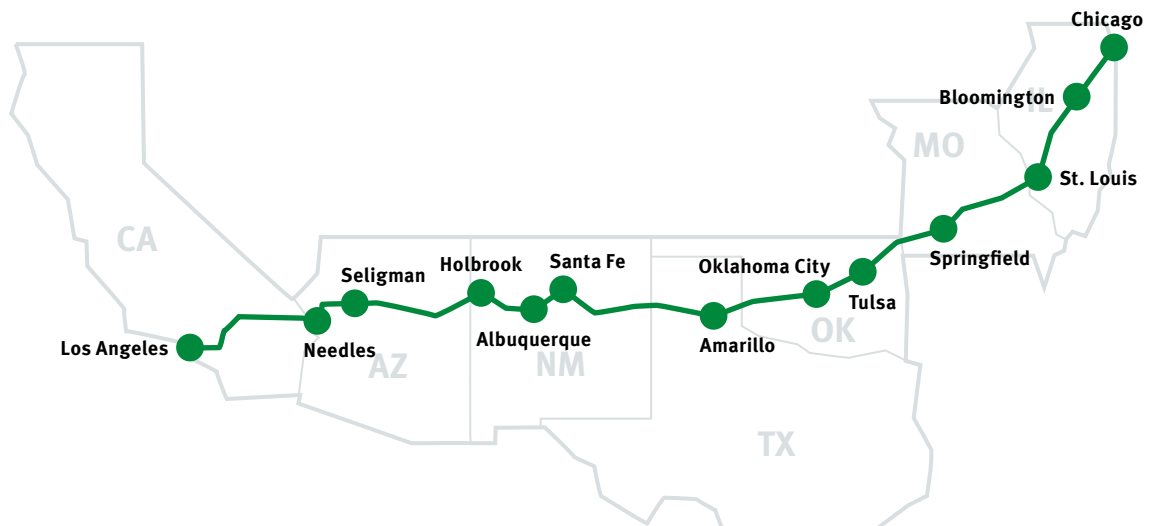 Chicago
Bloomington
IL
MO
St. Louis
CA
Springfield
Holbrook
Santa Fe
Oklahoma City
Seligman
Tulsa
Albuquerque
OK
Los Angeles
Needles
Amarillo
AZ
NM
TX